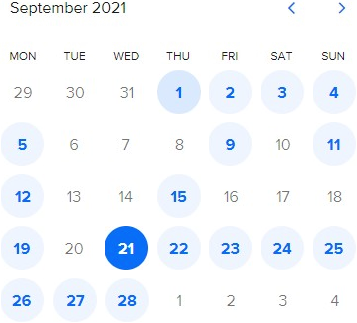 September 2021
MON TUE WED THU FRI SAT SUN
29 30 31 1 2 3 4
5 6 7 8 9 10 11
12 13 14 15 16 17 18
19 20 21 22 23 24 25
26 27 28 1 2 3 4